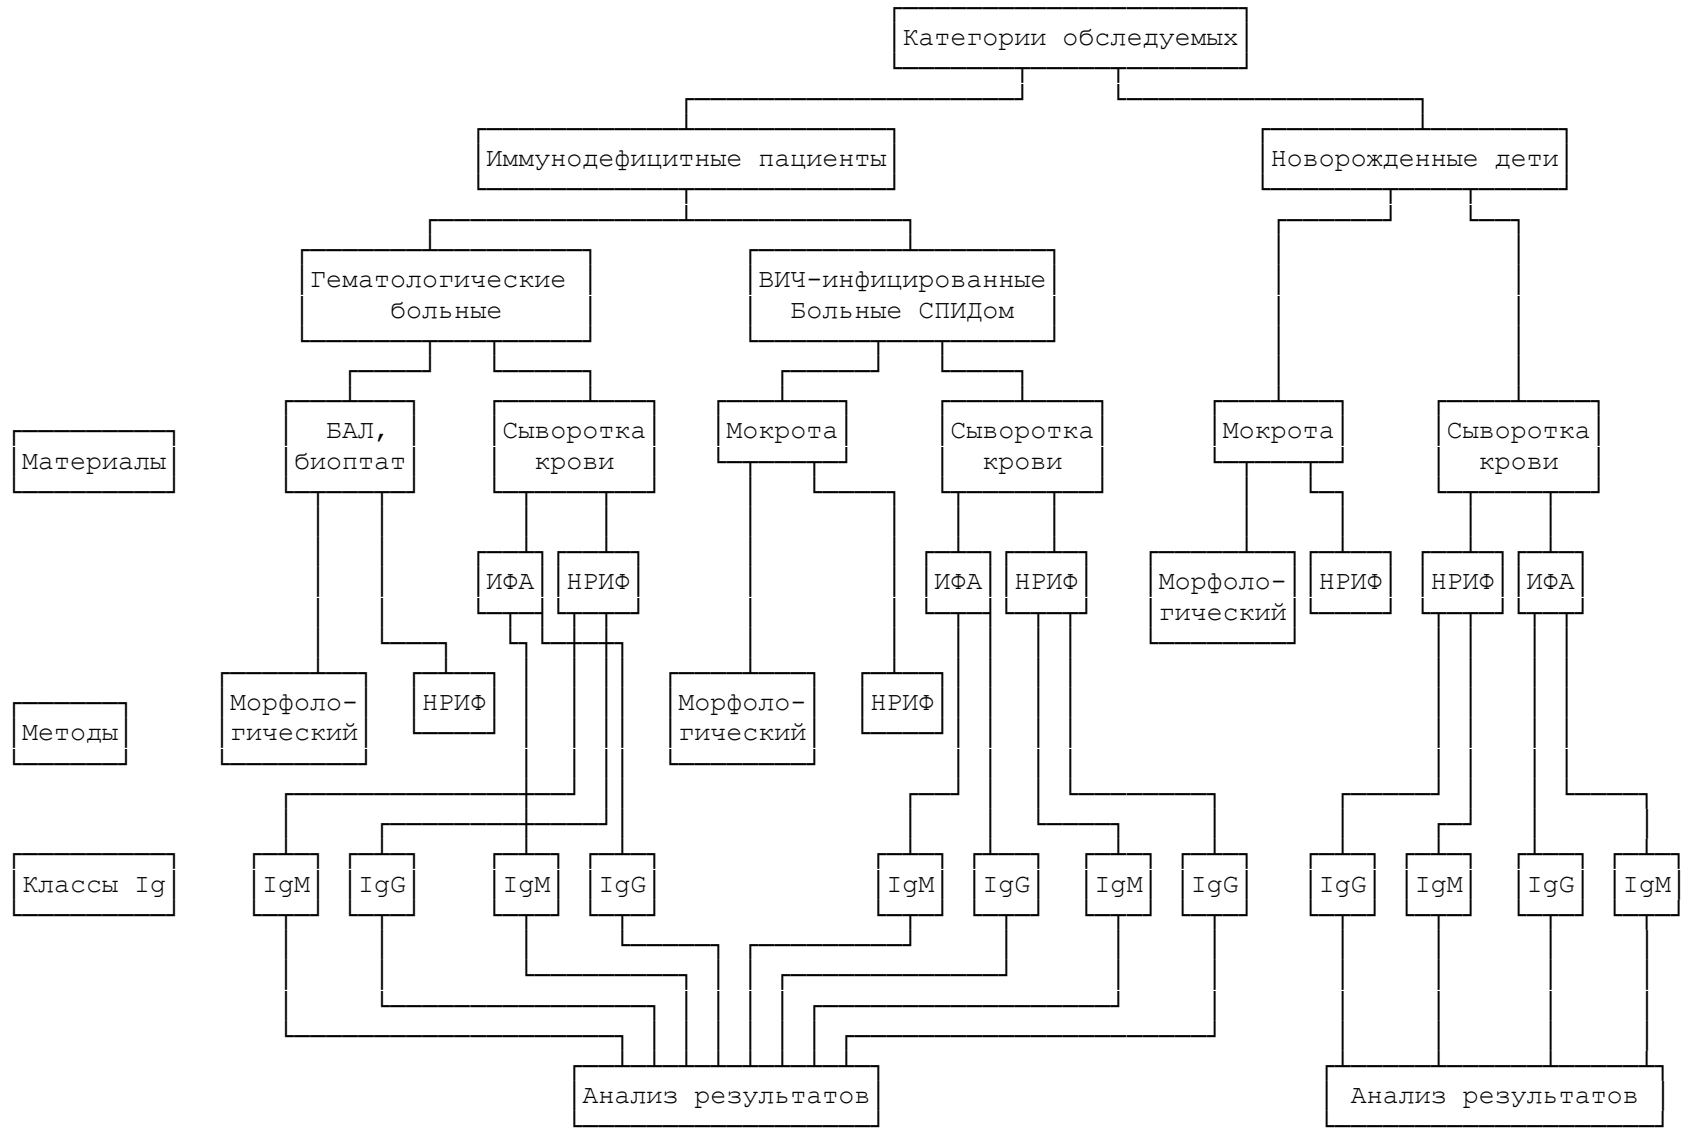 Категории обследуемых
Иммунодефицитные пациенты
Новорожденные дети
Гематологические
больные
ВИЧ-инфицированные
Больные СПИДом
Материалы
БАЛ,
биоптат
Сыворотка
крови
Мокрота
Сыворотка
крови
Мокрота
Сыворотка
крови
ИФА
НРИФ
ИФА
НРИФ
Морфоло-
гический
НРИФ
НРИФ
ИФА
Методы
Морфоло-
гический
НРИФ
Морфоло-
гический
НРИФ
Классы Ig
IgM
IgG
IgM
IgG
IgM
IgG
IgM
IgG
IgG
IgM
IgG
IgM
Анализ результатов
Анализ результатов